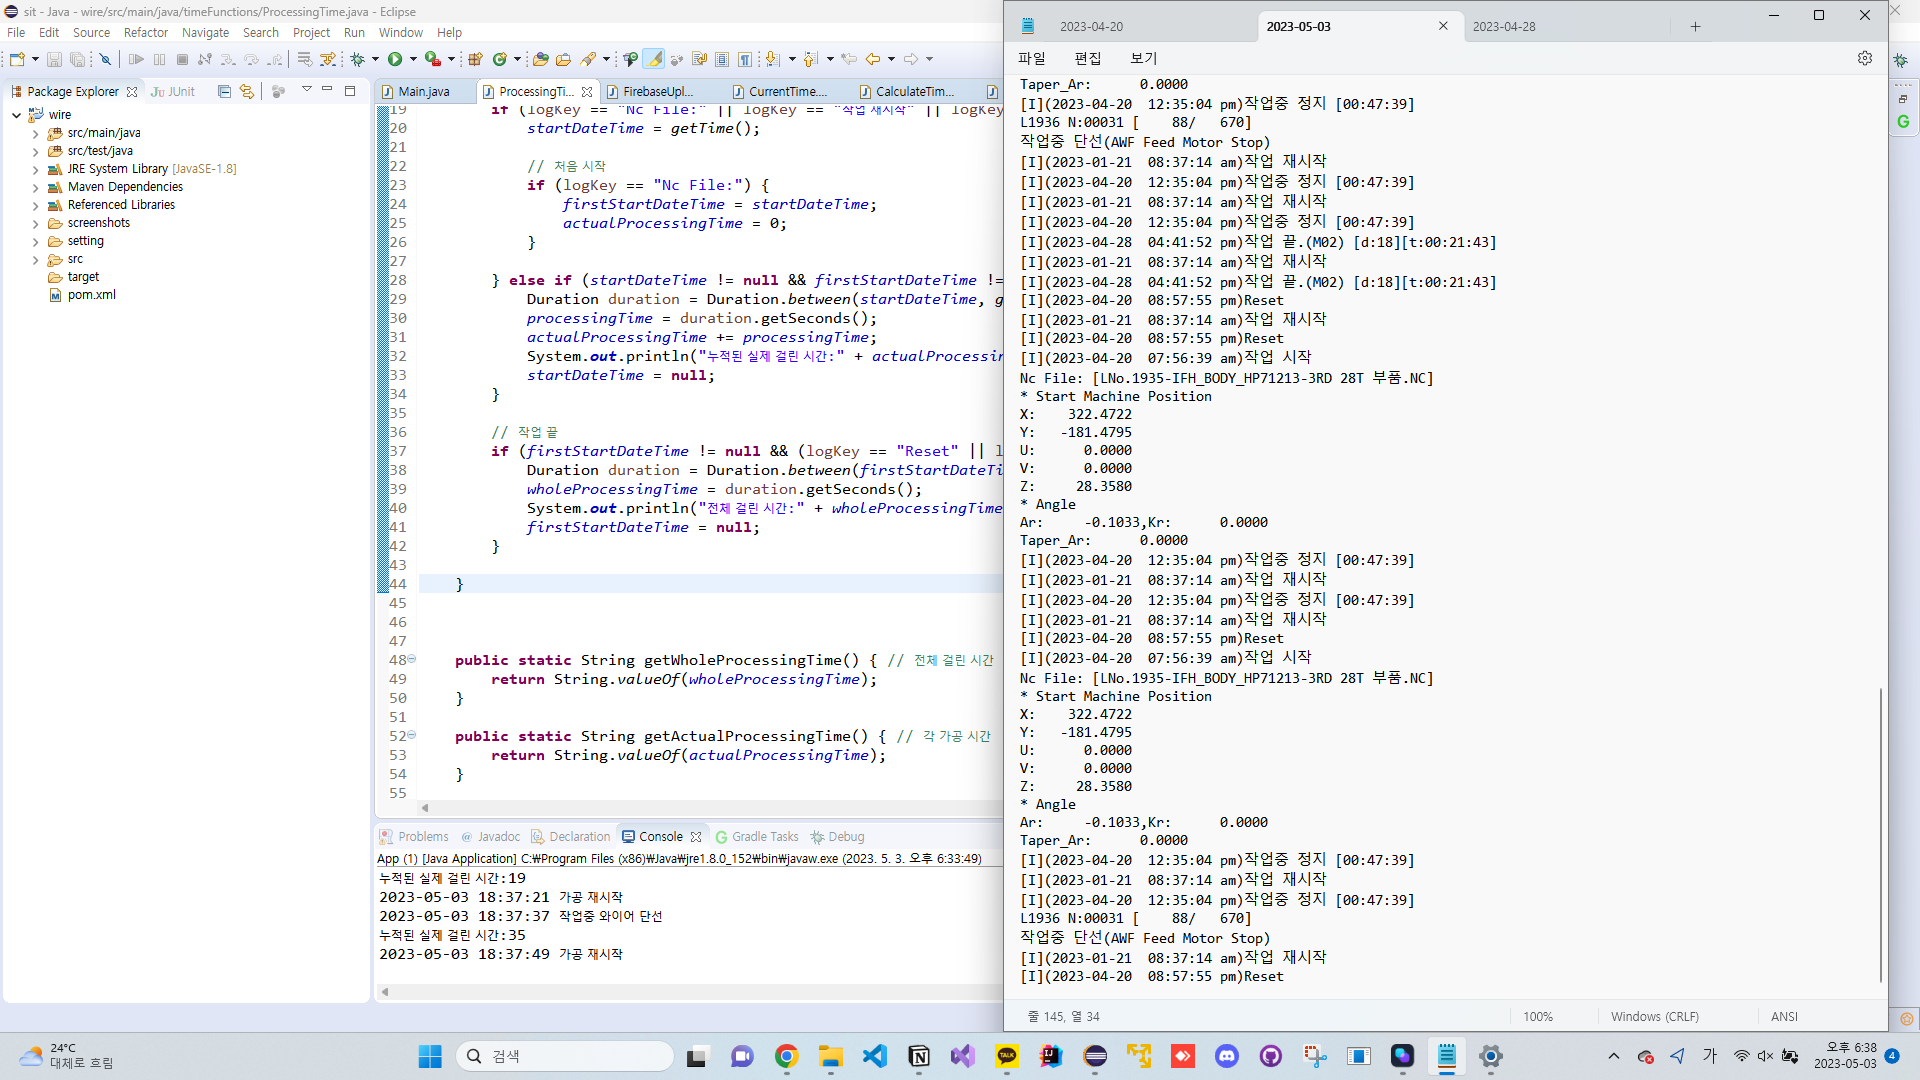 sit - Java - wire/src/main/java/timeFunctions/ProcessingTime.java - Eclipse
File Edit Source Refactor Navigate Search Project Run Window Help
Package Explorer JUnit
wire
src/main/java
src/test/java
JRE System Library [JavaSE-1.8]
Maven Dependencies
Referenced Libraries
screenshots
setting
src
target
pom.xml
Main.java ProcessingTi... FirebaseUpl... CurrentTime.... CalculateTim...
19 if (logKey == "Nc File:" || logKey == "작업 재시작" || logKey
20 startDateTime = getTime();
21
22 // 처음 시작
23 if (logKey == "Nc File:") {
24 firstStartDateTime = startDateTime;
25 actualProcessingTime = 0;
26 }
27
28 } else if (startDateTime != null && firstStartDateTime !=
29 Duration duration = Duration.between(startDateTime, g
30 processingTime = duration.getSeconds();
31 actualProcessingTime += processingTime;
32 System.out.println("누적된 실제 걸린 시간:" + actualProcessin
33 startDateTime = null;
34 }
35
36 // 작업 끝
37 if (firstStartDateTime != null && (logKey == "Reset" || l
38 Duration duration = Duration.between(firstStartDateTi
39 wholeProcessingTime = duration.getSeconds();
40 System.out.println("전체 걸린 시간:" + wholeProcessingTime
41 firstStartDateTime = null;
42 }
43
44 }
45
46
47
48 public static String getWholeProcessingTime() { // 전체 걸린 시간
49 return String.valueOf(wholeProcessingTime);
50 }
51
52 public static String getActualProcessingTime() { // 각 가공 시간
53 return String.valueOf(actualProcessingTime);
54 }
55
Problems Javadoc Declaration Console Gradle Tasks Debug
App (1) [Java Application] C:₩Program Files (x86)₩Java₩jre1.8.0_152₩bin₩javaw.exe (2023. 5. 3. 오후 6:33:49)
누적된 실제 걸린 시간:19
2023-05-03 18:37:21 가공 재시작
2023-05-03 18:37:37 작업중 와이어 단선
누적된 실제 걸린 시간:35
2023-05-03 18:37:49 가공 재시작
2023-04-20 2023-05-03 2023-04-28
파일 편집 보기
Taper_Ar: 0.0000
[I](2023-04-20 12:35:04 pm)작업중 정지 [00:47:39]
L1936 N:00031 [ 88/ 670]
작업중 단선(AWF Feed Motor Stop)
[I](2023-01-21 08:37:14 am)작업 재시작
[I](2023-04-20 12:35:04 pm)작업중 정지 [00:47:39]
[I](2023-01-21 08:37:14 am)작업 재시작
[I](2023-04-20 12:35:04 pm)작업중 정지 [00:47:39]
[I](2023-04-28 04:41:52 pm)작업 끝.(M02) [d:18][t:00:21:43]
[I](2023-01-21 08:37:14 am)작업 재시작
[I](2023-04-28 04:41:52 pm)작업 끝.(M02) [d:18][t:00:21:43]
[I](2023-04-20 08:57:55 pm)Reset
[I](2023-01-21 08:37:14 am)작업 재시작
[I](2023-04-20 08:57:55 pm)Reset
[I](2023-04-20 07:56:39 am)작업 시작
Nc File: [LNo.1935-IFH_BODY_HP71213-3RD 28T 부품.NC]
* Start Machine Position
X: 322.4722
Y: -181.4795
U: 0.0000
V: 0.0000
Z: 28.3580
* Angle
Ar: -0.1033,Kr: 0.0000
Taper_Ar: 0.0000
[I](2023-04-20 12:35:04 pm)작업중 정지 [00:47:39]
[I](2023-01-21 08:37:14 am)작업 재시작
[I](2023-04-20 12:35:04 pm)작업중 정지 [00:47:39]
[I](2023-01-21 08:37:14 am)작업 재시작
[I](2023-04-20 08:57:55 pm)Reset
[I](2023-04-20 07:56:39 am)작업 시작
Nc File: [LNo.1935-IFH_BODY_HP71213-3RD 28T 부품.NC]
* Start Machine Position
X: 322.4722
Y: -181.4795
U: 0.0000
V: 0.0000
Z: 28.3580
* Angle
Ar: -0.1033,Kr: 0.0000
Taper_Ar: 0.0000
[I](2023-04-20 12:35:04 pm)작업중 정지 [00:47:39]
[I](2023-01-21 08:37:14 am)작업 재시작
[I](2023-04-20 12:35:04 pm)작업중 정지 [00:47:39]
L1936 N:00031 [ 88/ 670]
작업중 단선(AWF Feed Motor Stop)
[I](2023-01-21 08:37:14 am)작업 재시작
[I](2023-04-20 08:57:55 pm)Reset
줄 145, 열 34 100% Windows (CRLF) ANSI
24°C
대체로 흐림
검색
TALK
가
오후 6:38
2023-05-03
4